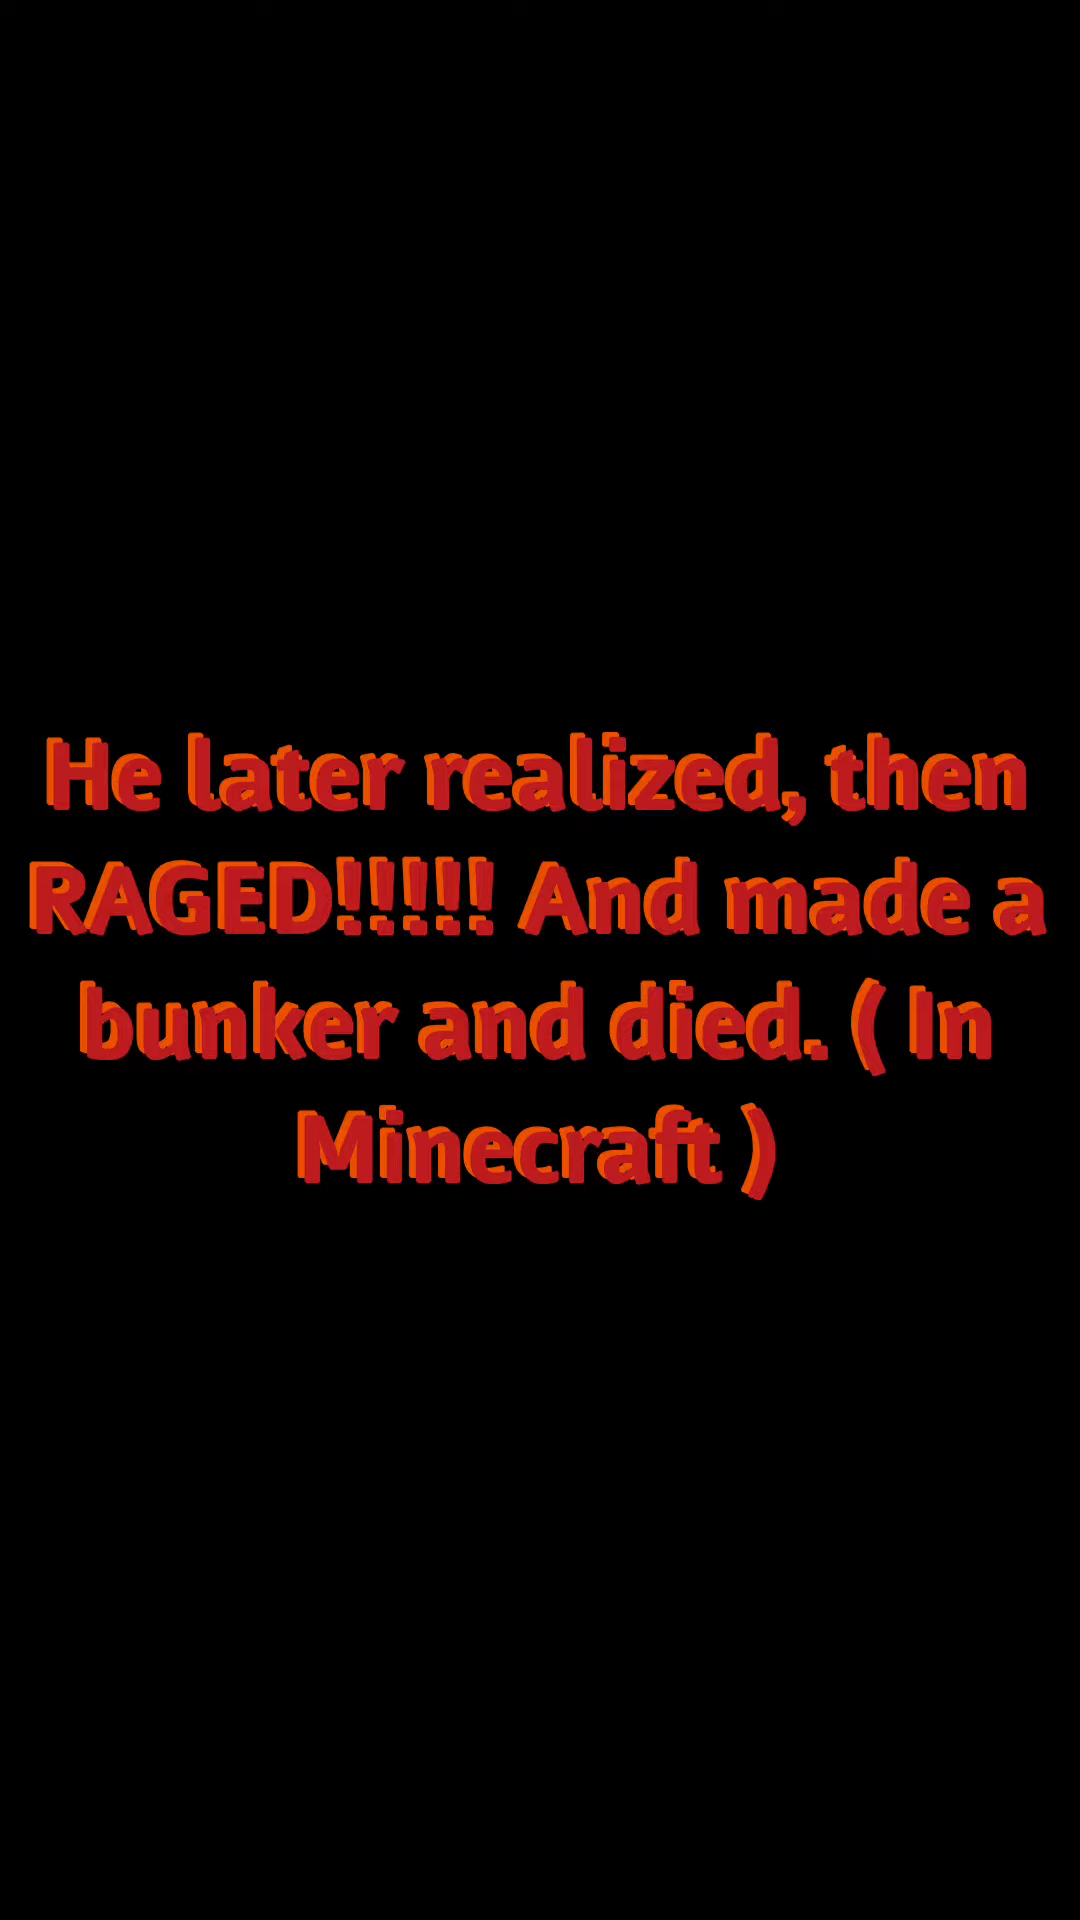 He later realized, then
RAGED!!!!! And made a
bunker and died. ( In
Minecraft )